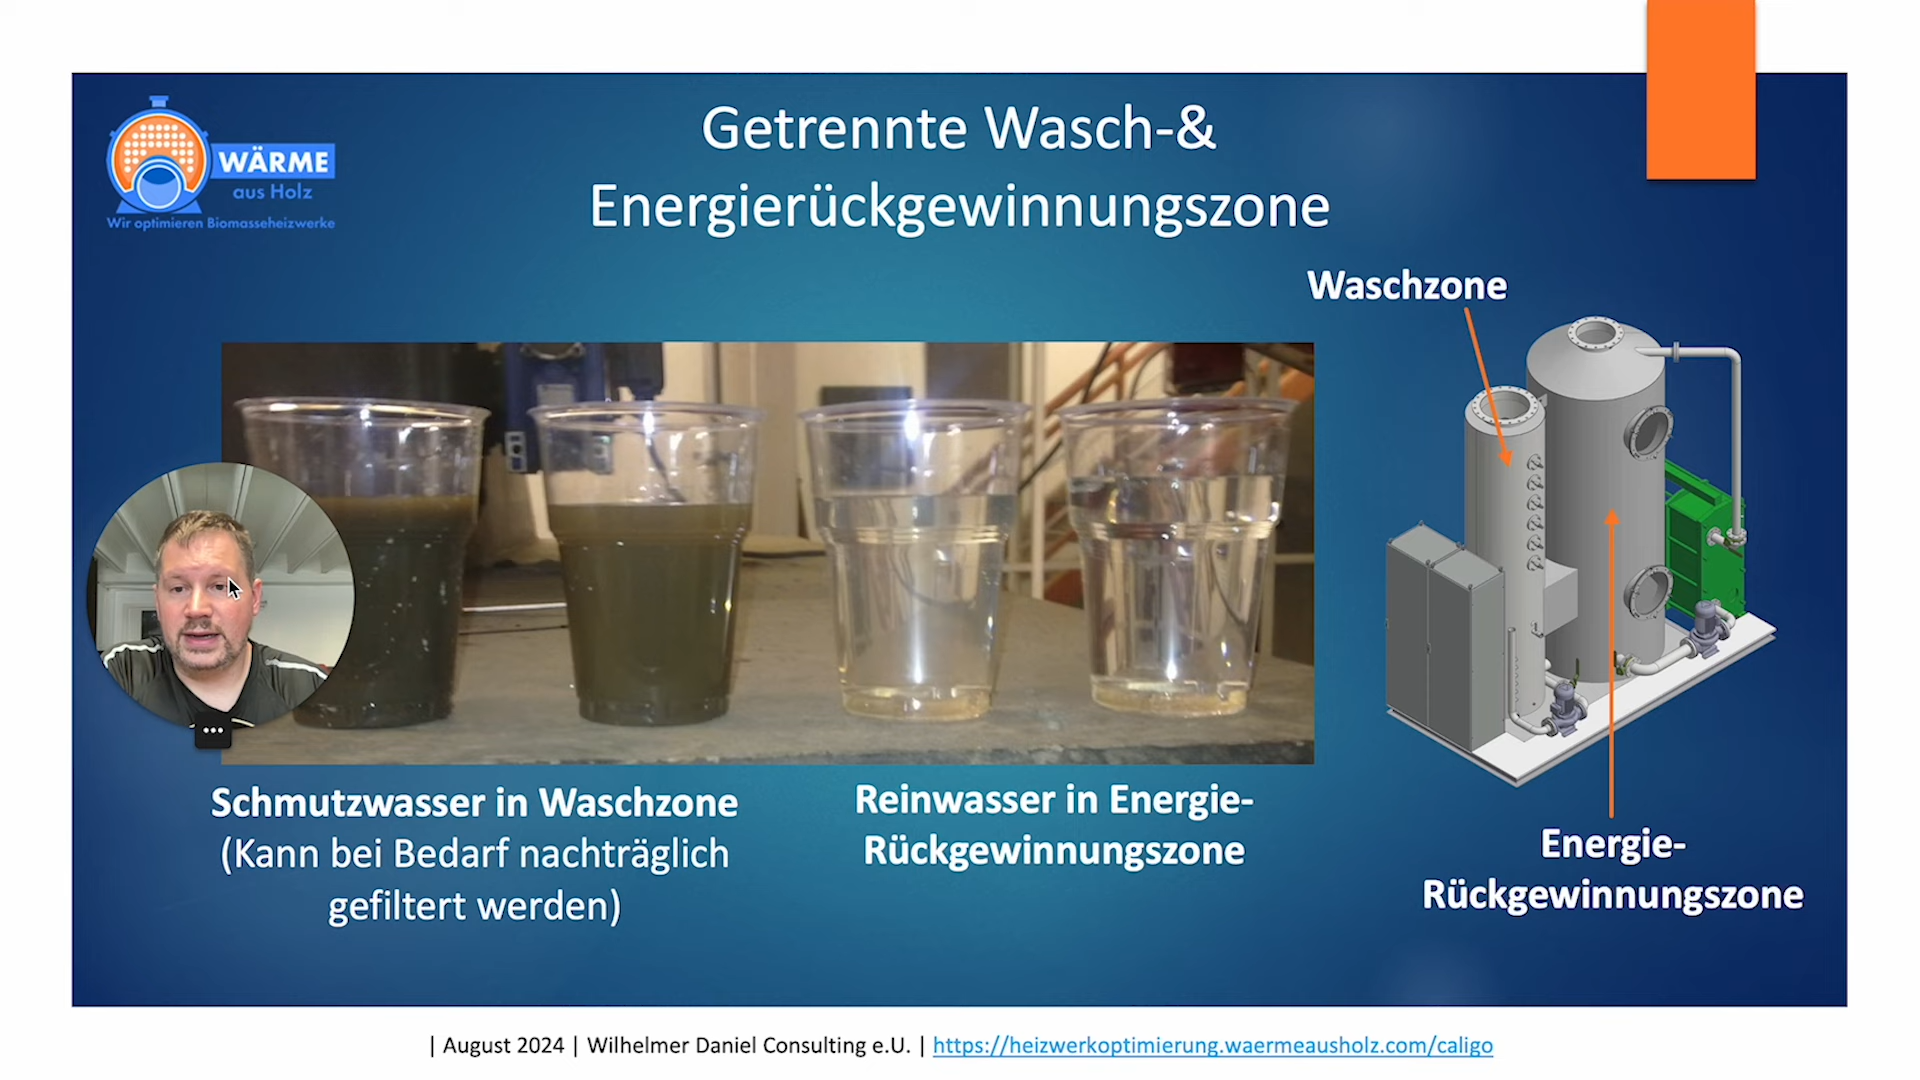 WÄRME
aus Holz
Wir optimieren Biomasseheizwerke
Getrennte Wasch-&
Energierückgewinnungszone
Waschzone
Schmutzwasser in Waschzone
(Kann bei Bedarf nachträglich
gefiltert werden)
Reinwasser in Energie-
Rückgewinnungszone
Energie-
Rückgewinnungszone
| August 2024 | Wilhelmer Daniel Consulting e.U. | https://heizwerkoptimierung.waermeausholz.com/caligo